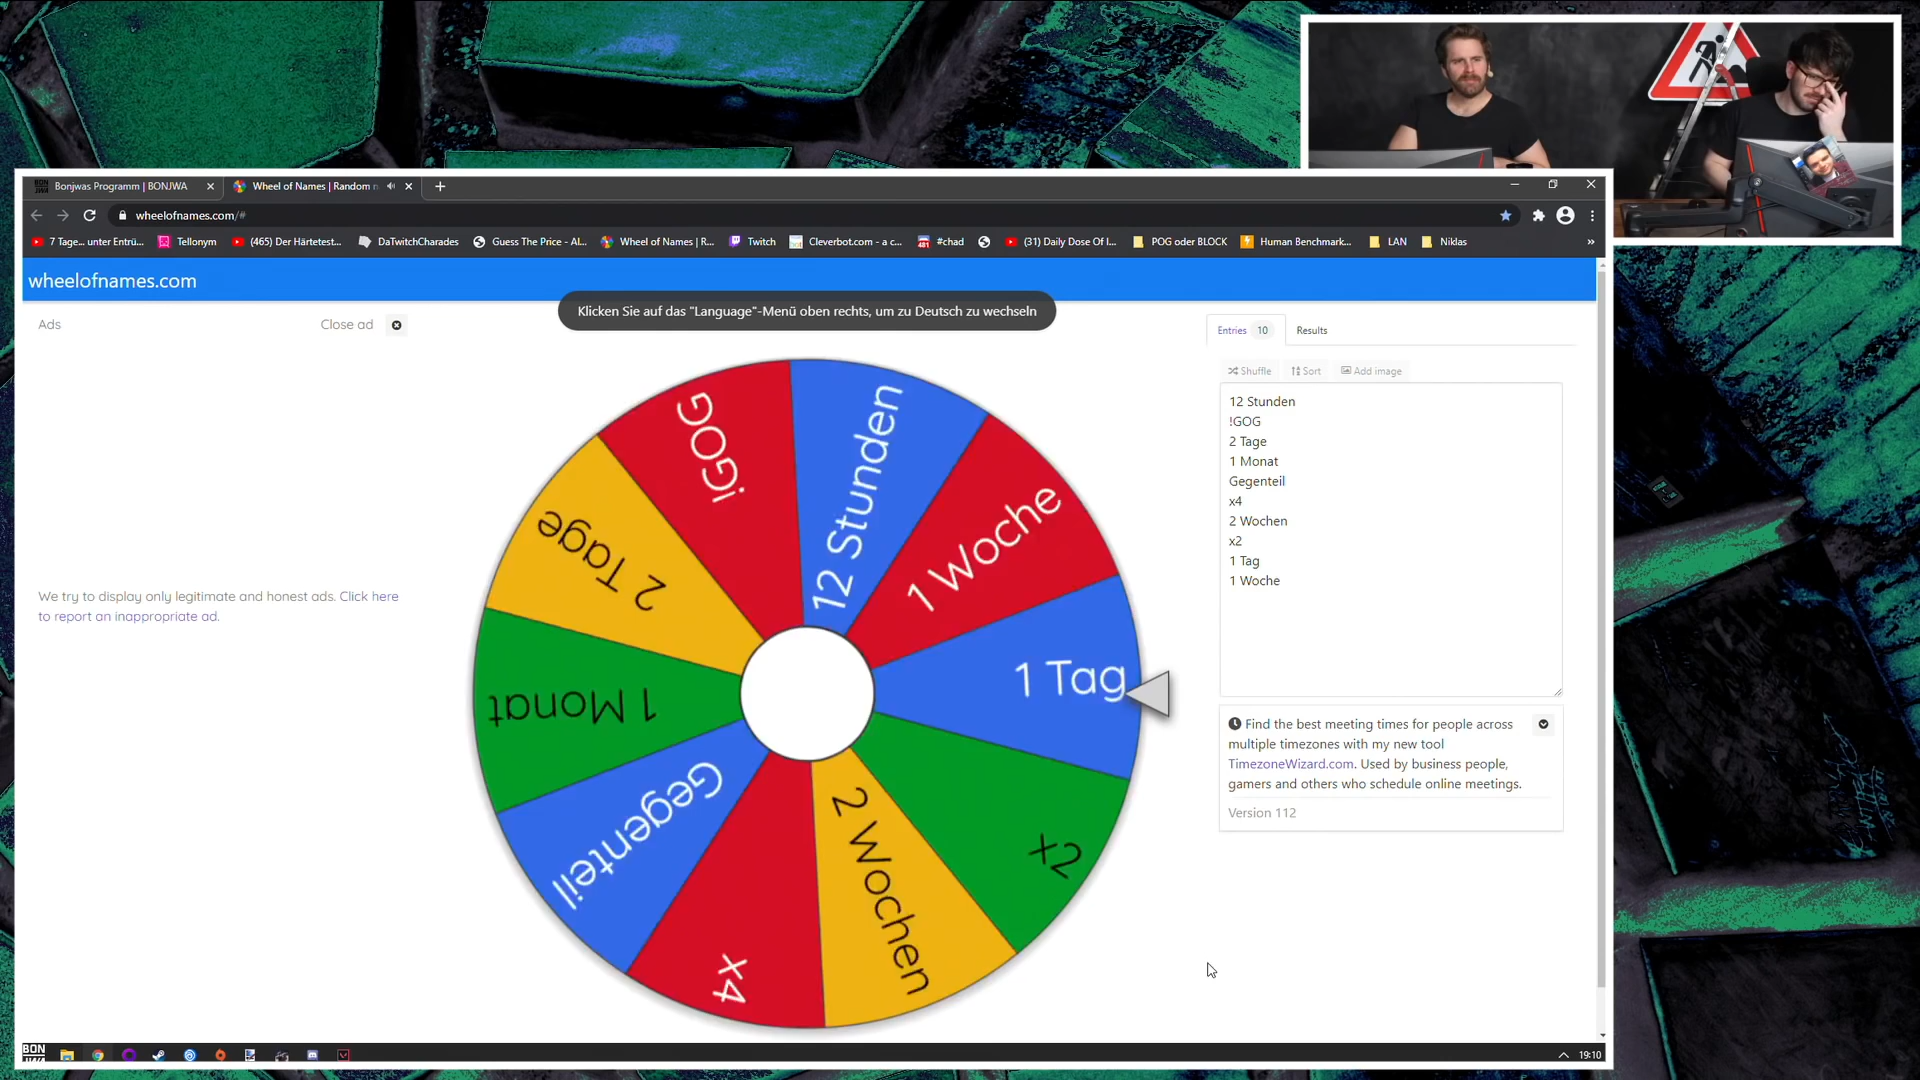 Bonjwas Programm | BONJWA
Wheel of Names | Random n
wheelofnames.com/#
7 Tage... unter Entrü...
Tellonym
(465) Der Härtetest...
DaTwitchCharades
Guess The Price - Al...
Wheel of Names | R...
Twitch
Cleverbot.com - a c...
#chad
(31) Daily Dose Of I...
POG oder BLOCK
Human Benchmark...
LAN
Niklas
»
wheelofnames.com
Klicken Sie auf das "Language"-Menü oben rechts, um zu Deutsch zu wechseln
Ads
Close ad
We try to display only legitimate and honest ads. Click here
to report an inappropriate ad.
12 Stunden
1 Woche
1 Tag
x2
2 Wochen
x4
Gegenteil
1 Monat
2 Tage
!GOG
Entries 10
Results
Shuffle
Sort
Add image
12 Stunden
!GOG
2 Tage
1 Monat
Gegenteil
x4
2 Wochen
x2
1 Tag
1 Woche
Find the best meeting times for people across
multiple timezones with my new tool
TimezoneWizard.com. Used by business people,
gamers and others who schedule online meetings.
Version 112
BON
JWA
19:10